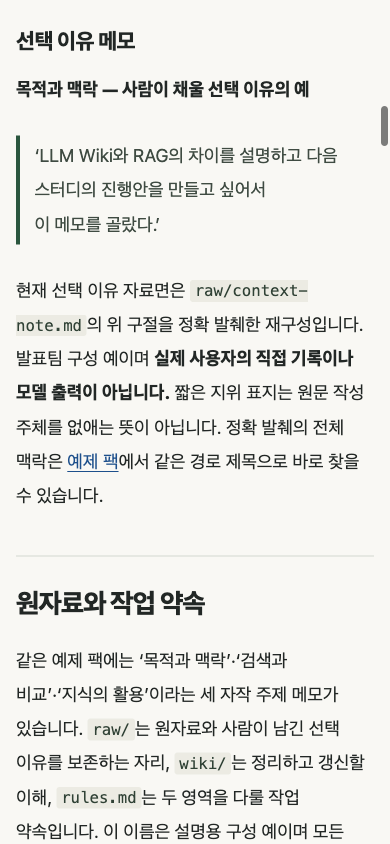 선택 이유 메모
목적과 맥락 — 사람이 채울 선택 이유의 예
‘LLM Wiki와 RAG의 차이를 설명하고 다음
스터디의 진행안을 만들고 싶어서
이 메모를 골랐다.’
현재 선택 이유 자료면은 raw/context-
note.md의 위 구절을 정확 발췌한 재구성입니다.
발표팀 구성 예이며 실제 사용자의 직접 기록이나
모델 출력이 아닙니다. 짧은 지위 표지는 원문 작성
주체를 없애는 뜻이 아닙니다. 정확 발췌의 전체
맥락은 예제 팩에서 같은 경로 제목으로 바로 찾을
수 있습니다.
원자료와 작업 약속
같은 예제 팩에는 ‘목적과 맥락’·‘검색과
비교’·‘지식의 활용’이라는 세 자작 주제 메모가
있습니다. raw/는 원자료와 사람이 남긴 선택
이유를 보존하는 자리, wiki/는 정리하고 갱신할
이해, rules.md는 두 영역을 다룰 작업
약속입니다. 이 이름은 설명용 구성 예이며 모든